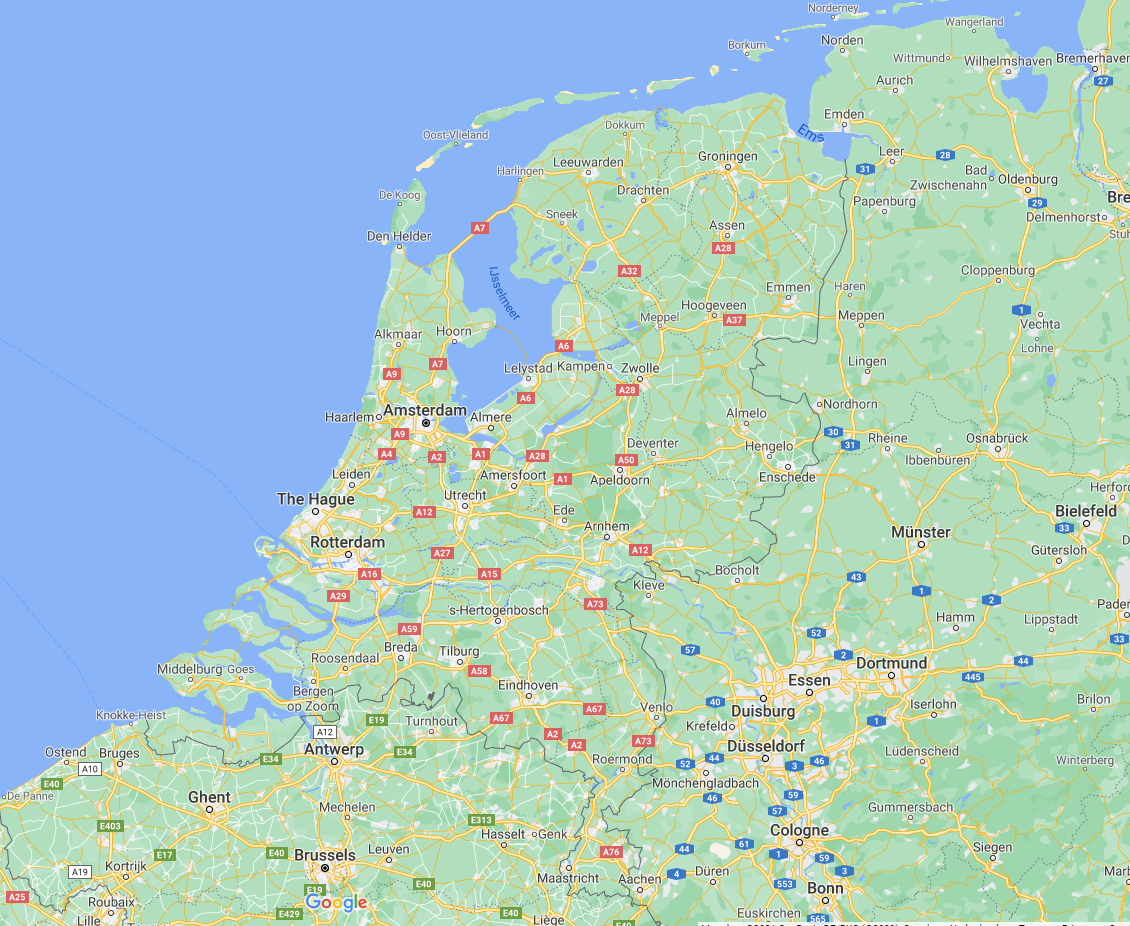 Norderney
Wangerland
Norden
Borkum
Wittmund
Wilhelmshaven
Bremerhaven
27
Aurich
Emden
Ems
Dokkum
Oost-Vlieland
Leer
28
Leeuwarden
Groningen
Harlingen
31
Bad
Zwischenahn
Oldenburg
De Koog
Drachten
Papenburg
29
Bre
Sneek
Delmenhorst
Assen
A7
Stuh
Den Helder
A28
IJsselmeer
A32
Cloppenburg
Emmen
Haren
Hoogeveen
1
Meppel
A37
Meppen
Vechta
Alkmaar
Hoorn
A6
Lohne
A7
Lingen
Lelystad
Kampen
Zwolle
A9
A28
A6
Nordhorn
Haarlem
Amsterdam
Almere
Almelo
A9
30
Rheine
Osnabrück
31
Deventer
Hengelo
A4
A2
A1
A28
A50
Ibbenbüren
Leiden
Amersfoort
A1
Apeldoorn
Enschede
Herford
The Hague
Utrecht
A12
Ede
Bielefeld
Arnhem
33
Münster
Rotterdam
A27
A12
Gütersloh
D
A16
A15
Bocholt
43
A29
Kleve
1
2
A73
Pader
's-Hertogenbosch
Hamm
Lippstadt
A59
52
33
Breda
57
Tilburg
2
Roosendaal
Dortmund
44
Middelburg
Goes
A58
Essen
445
Eindhoven
Bergen
op Zoom
40
Duisburg
Brilon
Knokke-Heist
E19
A67
A67
Venlo
Iserlohn
Turnhout
Krefeld
1
A12
A2
Antwerp
E34
A2
A73
Düsseldorf
Ostend
Bruges
E34
Roermond
Lüdenscheid
A10
52
44
3
46
Winterberg
E40
Mönchengladbach
De Panne
Ghent
46
59
Mechelen
57
Gummersbach
E403
E313
Cologne
Hasselt
Genk
E17
E40
Brussels
Leuven
A76
44
61
1
59
Siegen
Kortrijk
A19
Maastricht
Aachen
4
Düren
3
Marb
E19
E40
553
Bonn
A25
Roubaix
Google
E429
E40
Euskirchen
565
Lille
Liège
E40